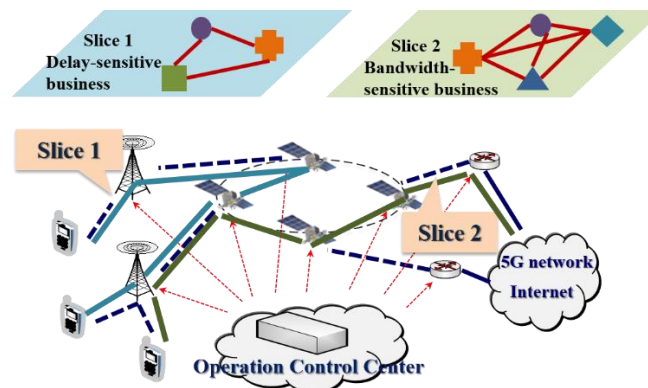 Slice 1
Delay-sensitive
business
Slice 2
Bandwidth-
sensitive business
Slice 1
Slice 2
5G network
Internet
Operation Control Center